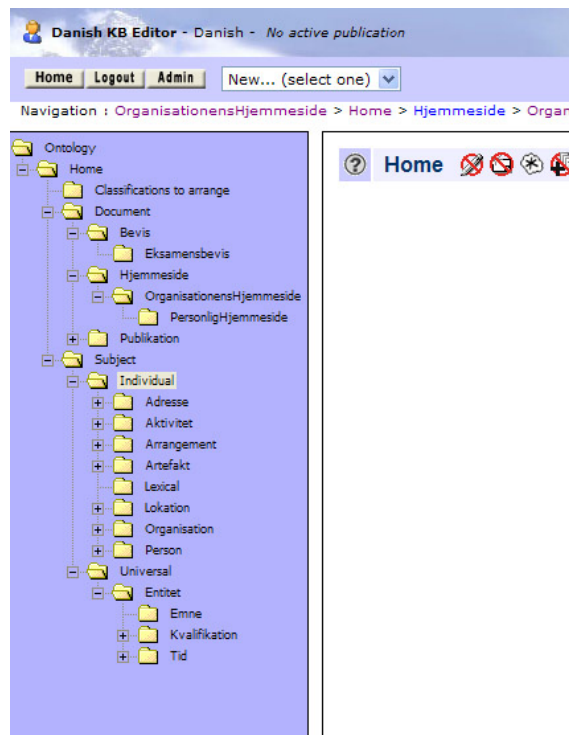 Danish KB Editor - Danish - No active publication
Home Logout Admin New... (select one)
Navigation : OrganisationensHjemmeside > Home > Hjemmeside > Organ
Ontology
Home
Classifications to arrange
Document
Bevis
Eksamensbevis
Hjemmeside
OrganisationensHjemmeside
PersonligHjemmeside
Publikation
Subject
Individual
Adresse
Aktivitet
Arrangement
Artefakt
Lexical
Lokation
Organisation
Person
Universal
Entitet
Emne
Kvalifikation
Tid
? Home